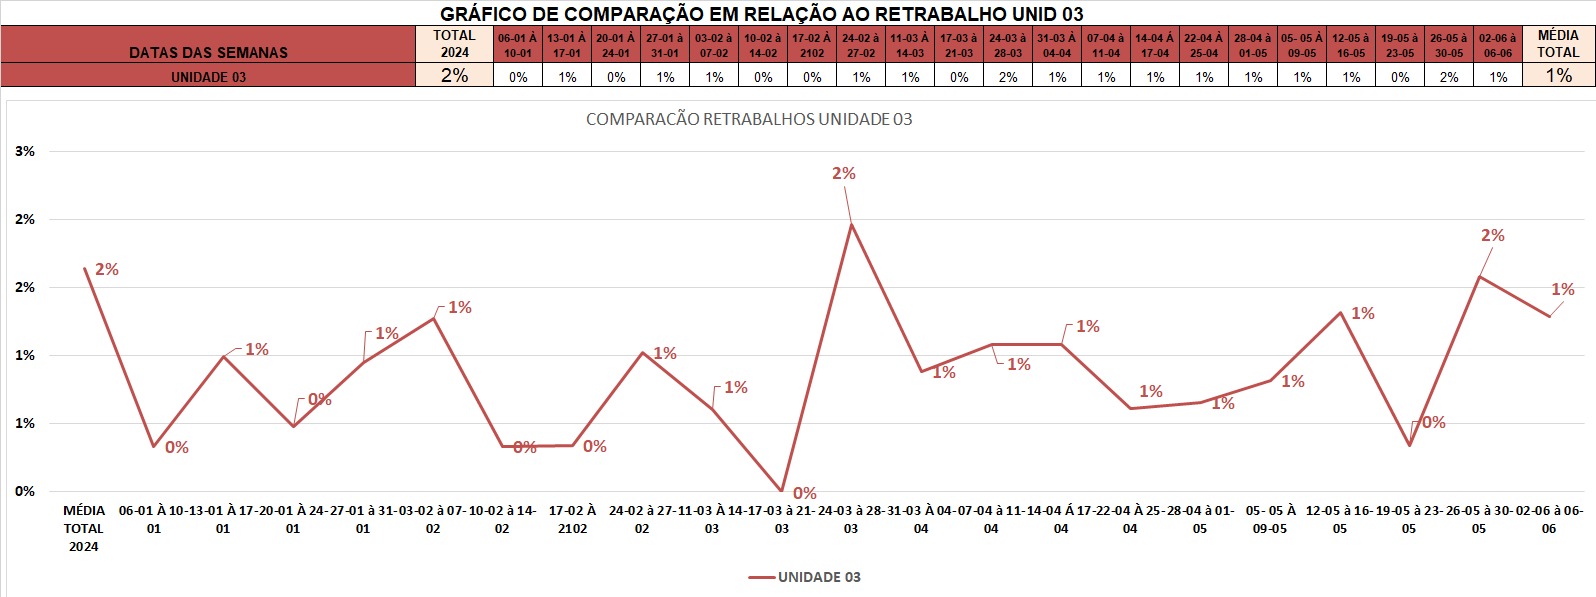 GRÁFICO DE COMPARAÇÃO EM RELAÇÃO AO RETRABALHO UNID 03
DATAS DAS SEMANAS TOTAL 2024 06-01 À 10-01 13-01 À 17-01 20-01 À 24-01 27-01 à 31-01 03-02 à 07-02 10-02 à 14-02 17-02 À 2102 24-02 à 27-02 11-03 À 14-03 17-03 à 21-03 24-03 à 28-03 31-03 À 04-04 07-04 à 11-04 14-04 À 17-04 22-04 À 25-04 28-04 à 01-05 05- 05 À 09-05 12-05 à 16-05 19-05 à 23-05 26-05 à 30-05 02-06 à 06-06 MÉDIA TOTAL
UNIDADE 03 2% 0% 1% 0% 1% 1% 0% 0% 1% 1% 0% 2% 1% 1% 1% 1% 1% 1% 1% 0% 2% 1% 1%
COMPARACÃO RETRABALHOS UNIDADE 03
3%
2%
2%
1%
1%
0%
2% 0% 1% 0% 1% 1% 0% 0% 1% 1% 0% 2% 1% 1% 1% 1% 1% 1% 1% 0% 2% 1%
MÉDIA TOTAL 2024 06-01 À 10-01 13-01 À 17-01 20-01 À 24-01 27-01 à 31-01 03-02 à 07-02 10-02 à 14-02 17-02 À 2102 24-02 à 27-02 11-03 À 14-03 17-03 à 21-03 24-03 à 28-03 31-03 À 04-04 07-04 à 11-04 14-04 Á 17-04 22-04 À 25-04 28-04 à 01-05 05- 05 À 09-05 12-05 à 16-05 19-05 à 23-05 26-05 à 30-05 02-06 à 06-06
UNIDADE 03